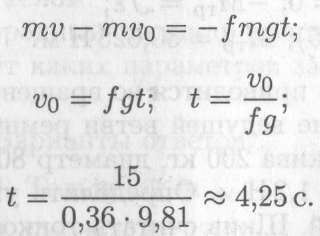 mv − mv₀ = −fmgt;
v₀ = fgt;  t = v₀/fg;
t = 15/(0,36 · 9,81) ≈ 4,25 с.